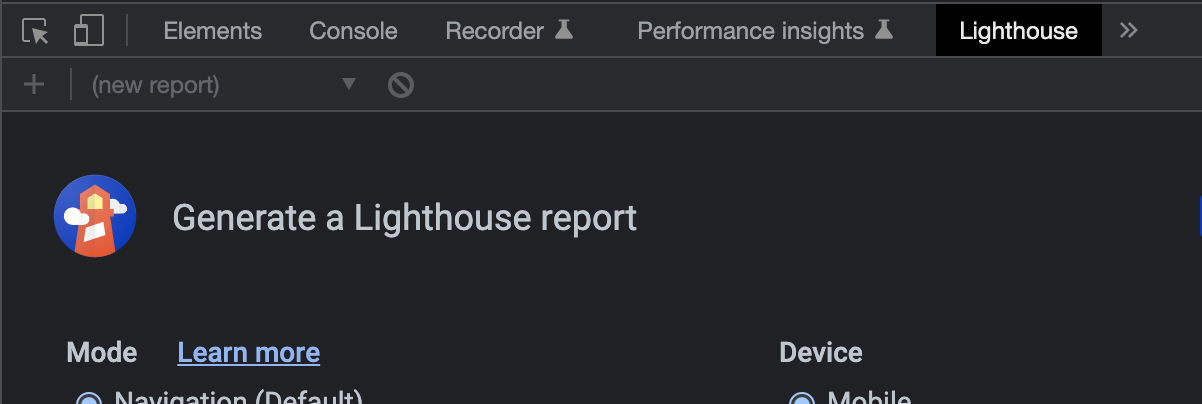 Elements Console Recorder Performance insights Lighthouse
(new report)
Generate a Lighthouse report
Mode Learn more Device
Navigation (Default) Mobile